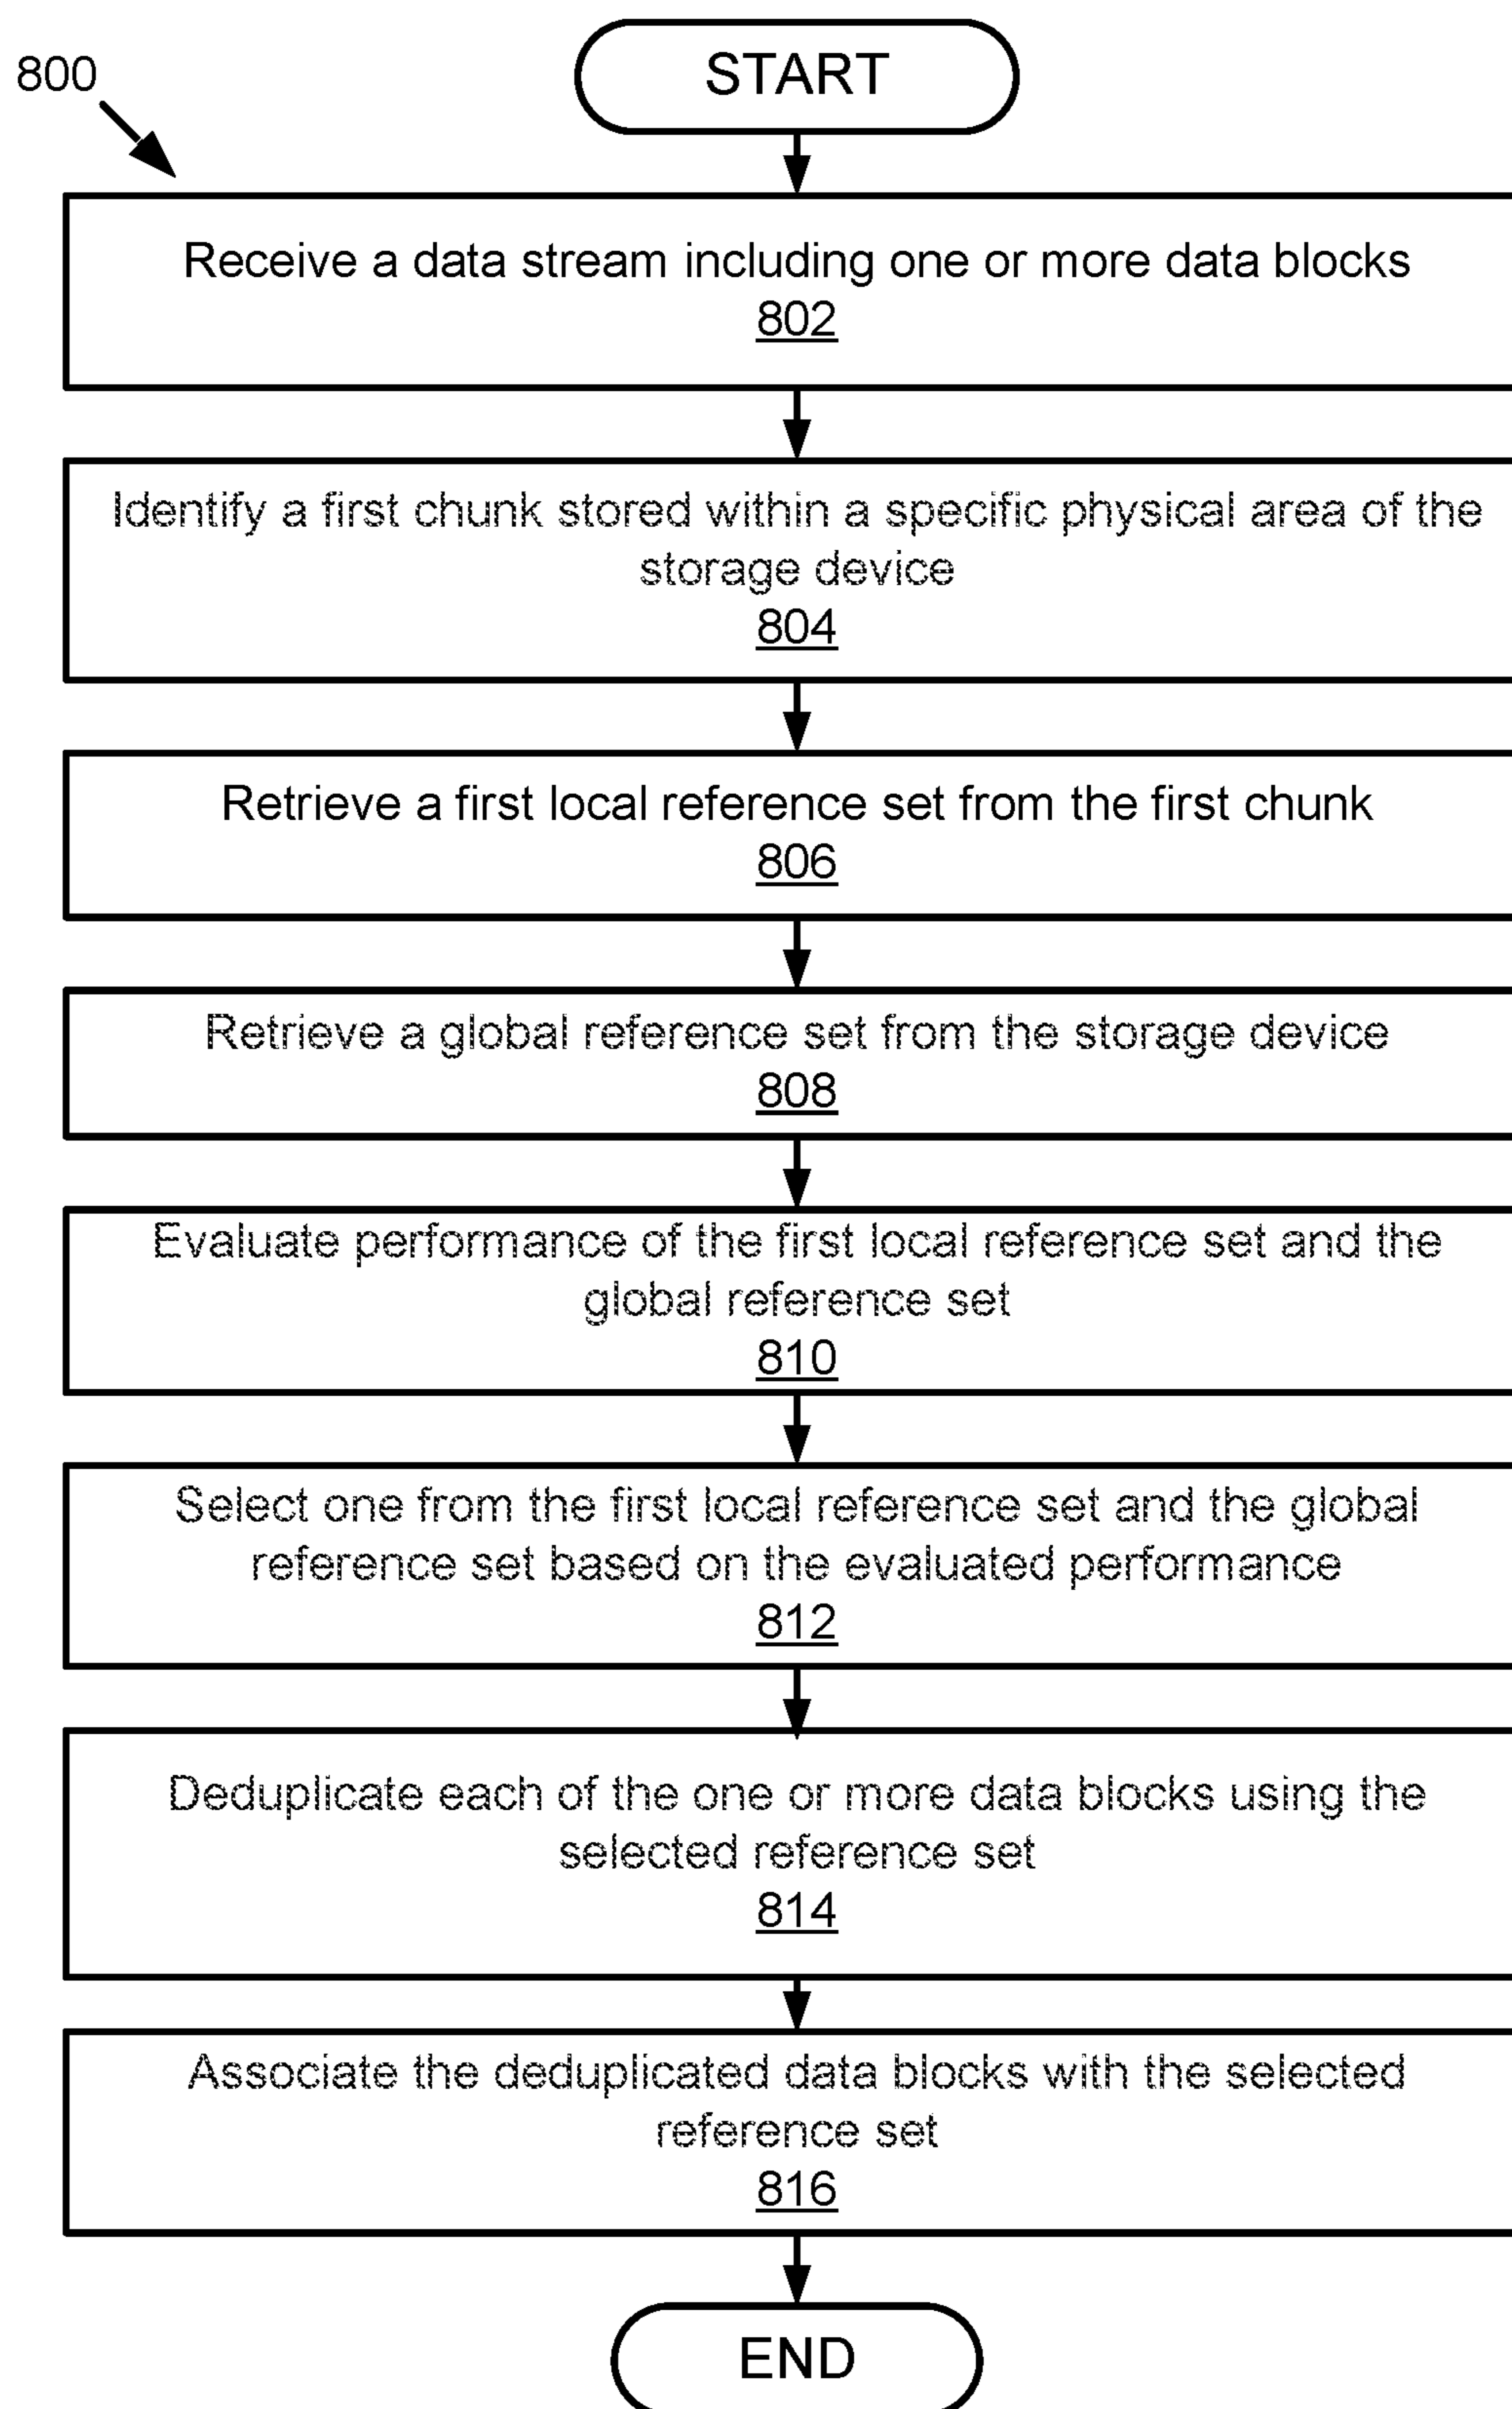 800
START
Receive a data stream including one or more data blocks
802
Identify a first chunk stored within a specific physical area of the
storage device
804
Retrieve a first local reference set from the first chunk
806
Retrieve a global reference set from the storage device
808
Evaluate performance of the first local reference set and the
global reference set
810
Select one from the first local reference set and the global
reference set based on the evaluated performance
812
Deduplicate each of the one or more data blocks using the
selected reference set
814
Associate the deduplicated data blocks with the selected
reference set
816
END